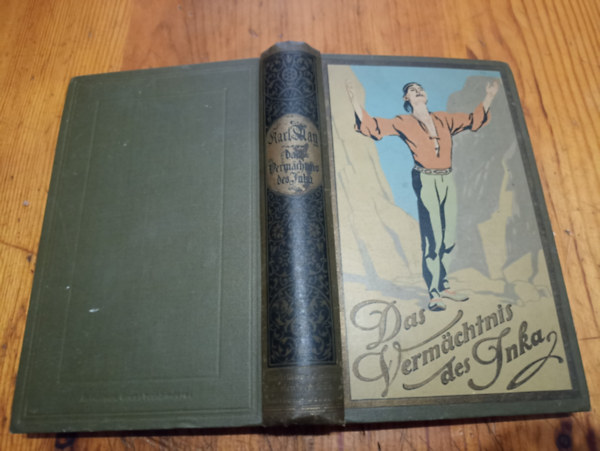 Karl May
Das
Vermächtnis
des Inka
Das
Vermächtnis
des Inka